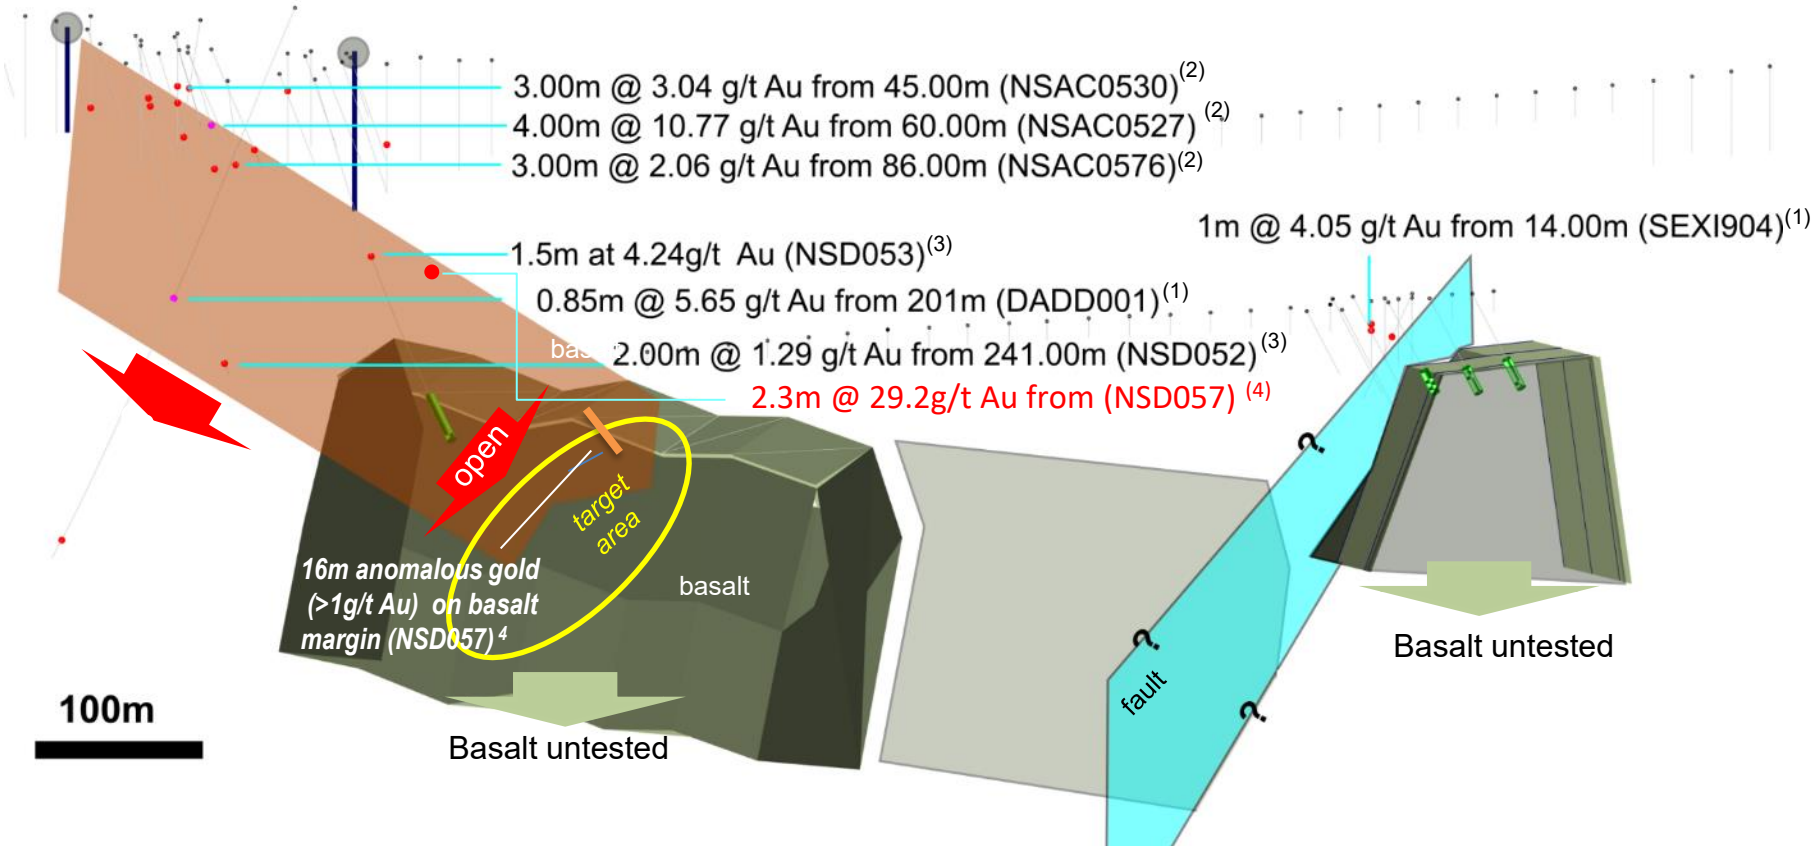 3.00m @ 3.04 g/t Au from 45.00m (NSAC0530)(2)
4.00m @ 10.77 g/t Au from 60.00m (NSAC0527) (2)
3.00m @ 2.06 g/t Au from 86.00m (NSAC0576)(2)
1m @ 4.05 g/t Au from 14.00m (SEXI904)(1)
1.5m at 4.24g/t Au (NSD053)(3)
0.85m @ 5.65 g/t Au from 201m (DADD001)(1)
2.00m @ 1.29 g/t Au from 241.00m (NSD052)(3)
2.3m @ 29.2g/t Au from (NSD057) (4)
open
target
area
16m anomalous gold
(>1g/t Au) on basalt
margin (NSD057) 4
basalt
?
?
?
fault
Basalt untested
Basalt untested
100m